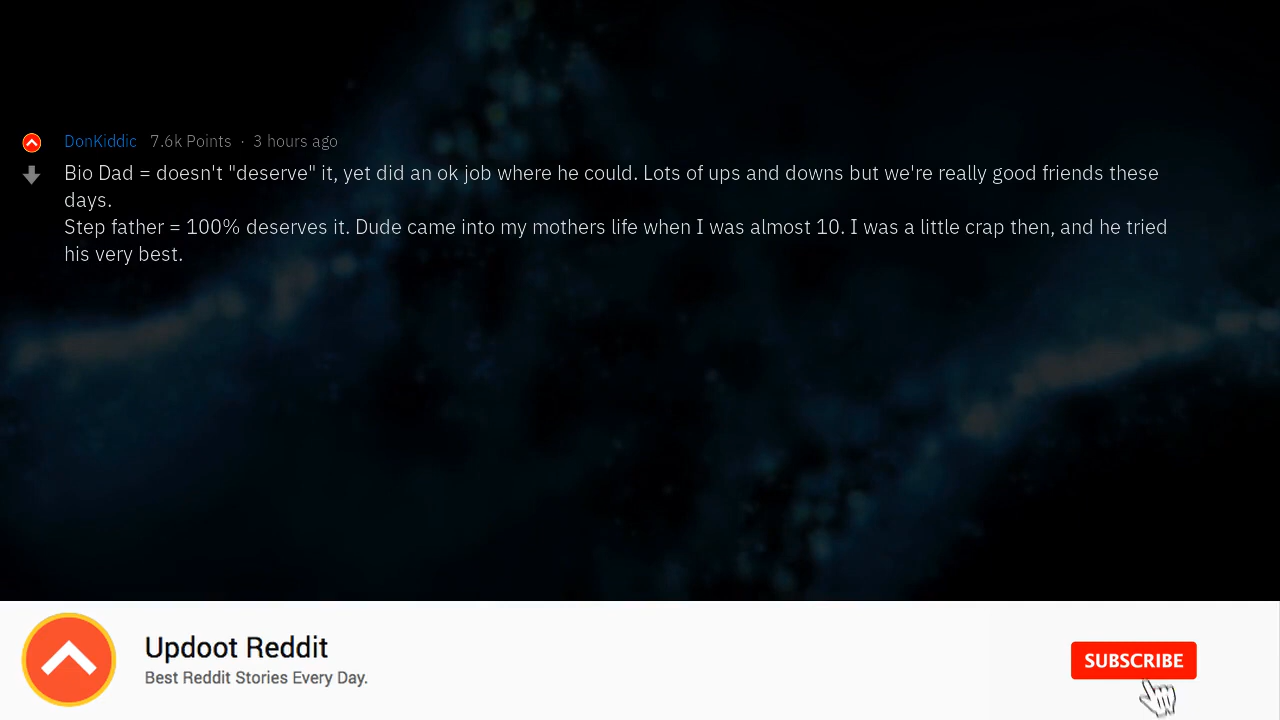 DonKiddic 7.6k Points · 3 hours ago
Bio Dad = doesn't "deserve" it, yet did an ok job where he could. Lots of ups and downs but we're really good friends these
days.
Step father = 100% deserves it. Dude came into my mothers life when I was almost 10. I was a little crap then, and he tried
his very best.
Updoot Reddit
Best Reddit Stories Every Day.
SUBSCRIBE